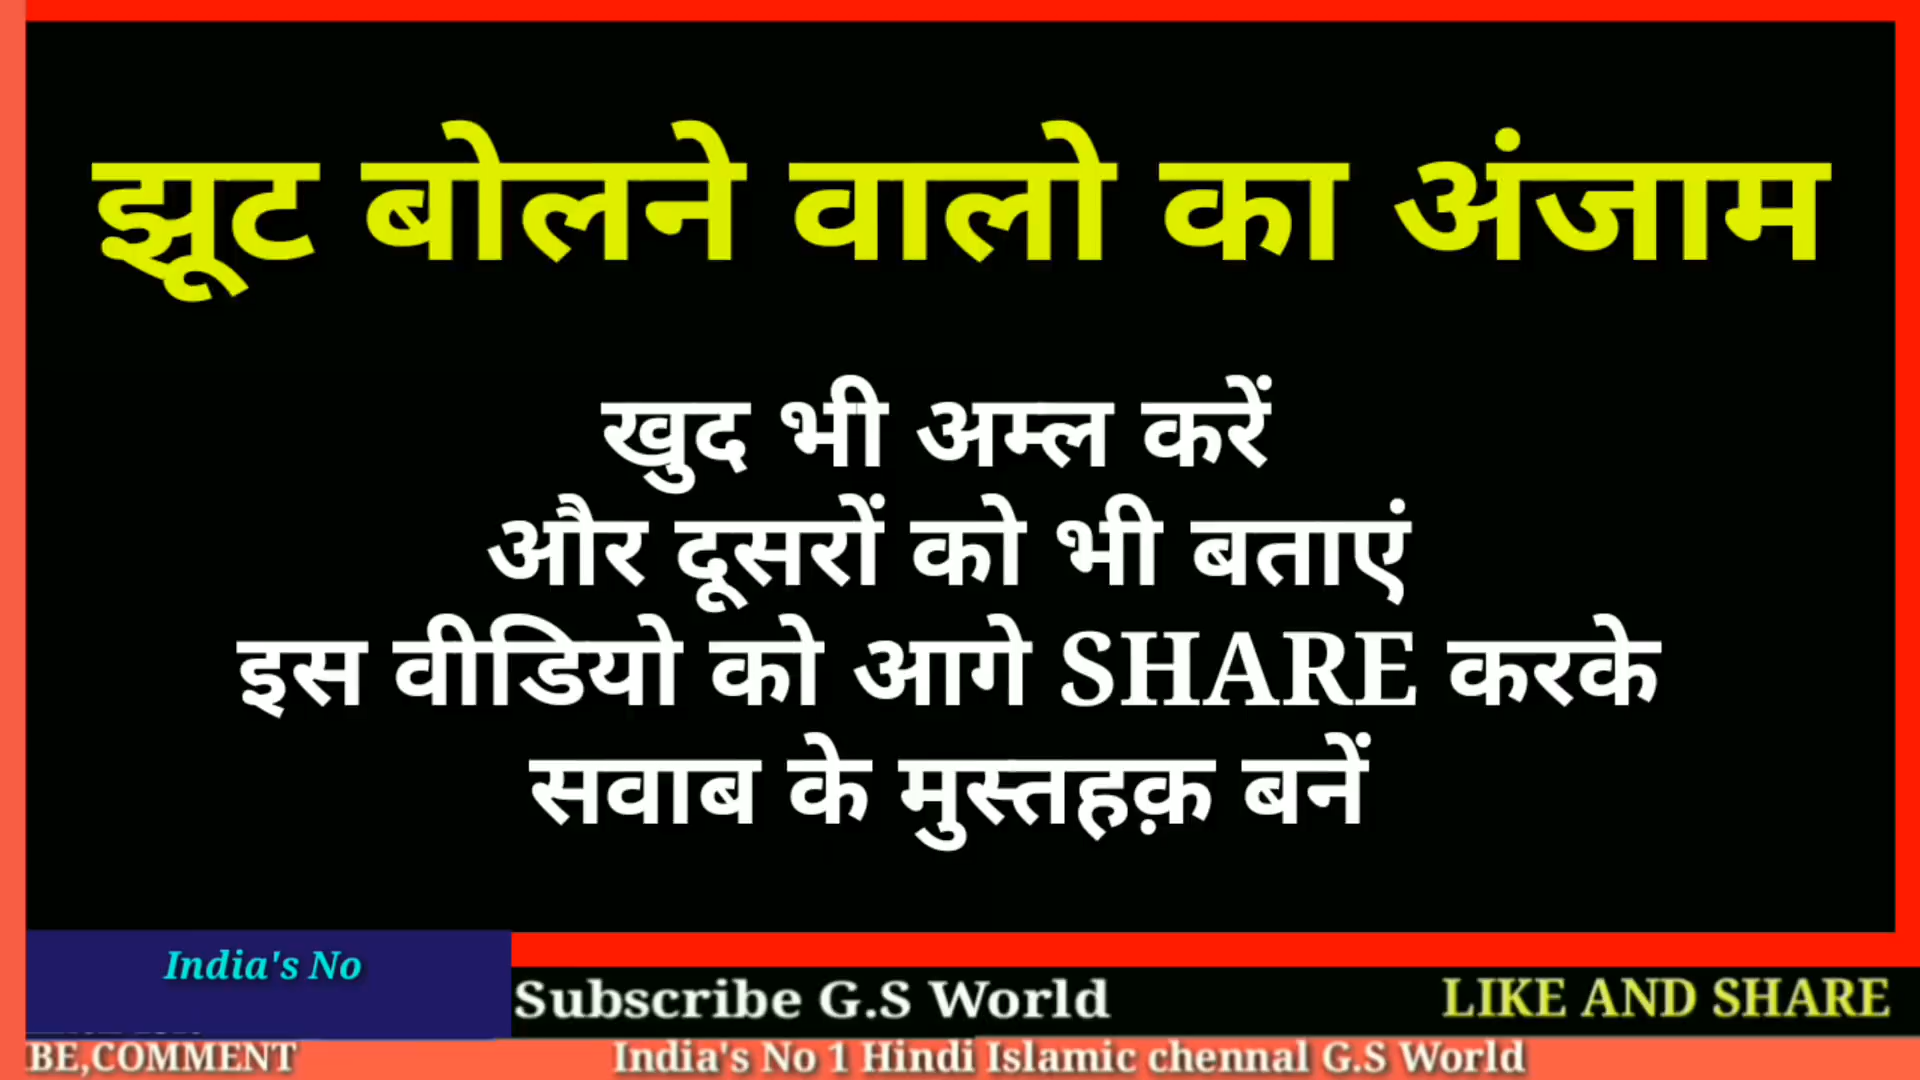 झूट बोलने वालो का अंजाम
खुद भी अम्ल करें
और दूसरों को भी बताएं
इस वीडियो को आगे SHARE करके
सवाब के मुस्तहक़ बनें
India's No
Subscribe G.S World
LIKE AND SHARE
BE,COMMENT
India's No 1 Hindi Islamic chennal G.S World